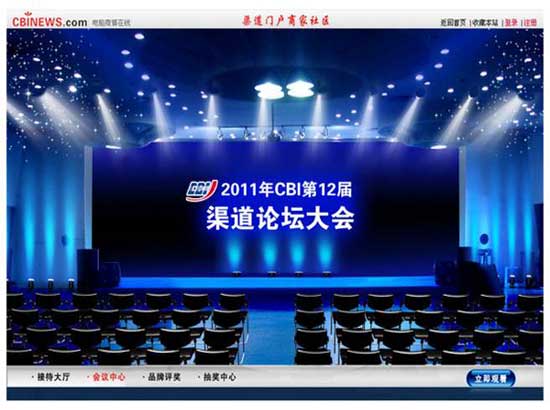 CBINEWS.com 电脑商报在线 渠道门户商家社区 返回首页 | 收藏本站 | 登录 | 注册
CBI 2011年CBI第12届
渠道论坛大会
· 接待大厅 · 会议中心 · 品牌评奖 · 抽奖中心 立即观看